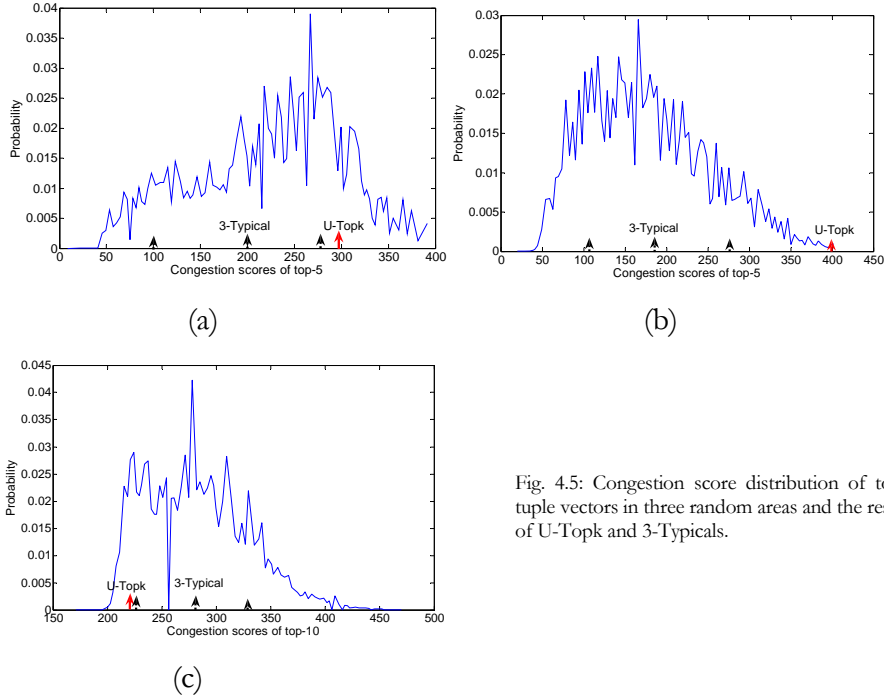 0.04
0.035
0.03
0.025
0.02
0.015
0.01
0.005
0
Probability
3-Typical
U-Topk
0 50 100 150 200 250 300 350 400
Congestion scores of top-5
(a)
0.03
0.025
0.02
0.015
0.01
0.005
0
Probability
3-Typical
U-Topk
0 50 100 150 200 250 300 350 400 450
Congestion scores of top-5
(b)
0.045
0.04
0.035
0.03
0.025
0.02
0.015
0.01
0.005
0
Probability
U-Topk
3-Typical
150 200 250 300 350 400 450 500
Congestion scores of top-10
(c)
Fig. 4.5: Congestion score distribution of to
tuple vectors in three random areas and the res
of U-Topk and 3-Typicals.